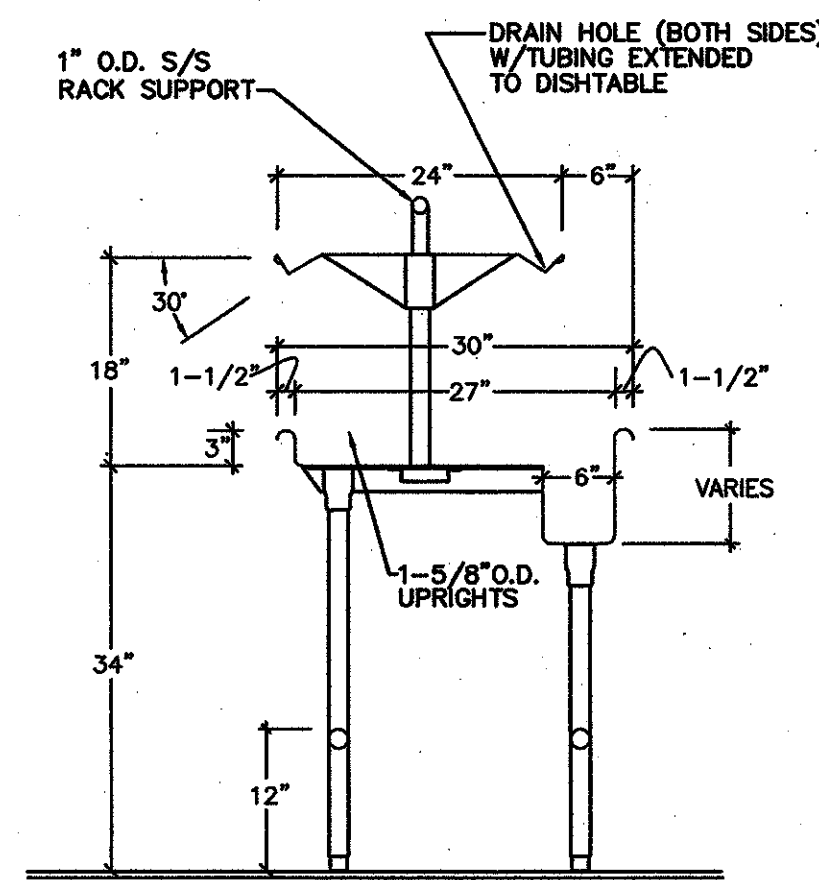 DRAIN HOLE (BOTH SIDES)
W/TUBING EXTENDED
TO DISHTABLE
1" O.D. S/S
RACK SUPPORT
24"
6"
30°
18"
30"
1-1/2"
27"
1-1/2"
3"
6"
VARIES
1-5/8"O.D.
UPRIGHTS
34"
12"